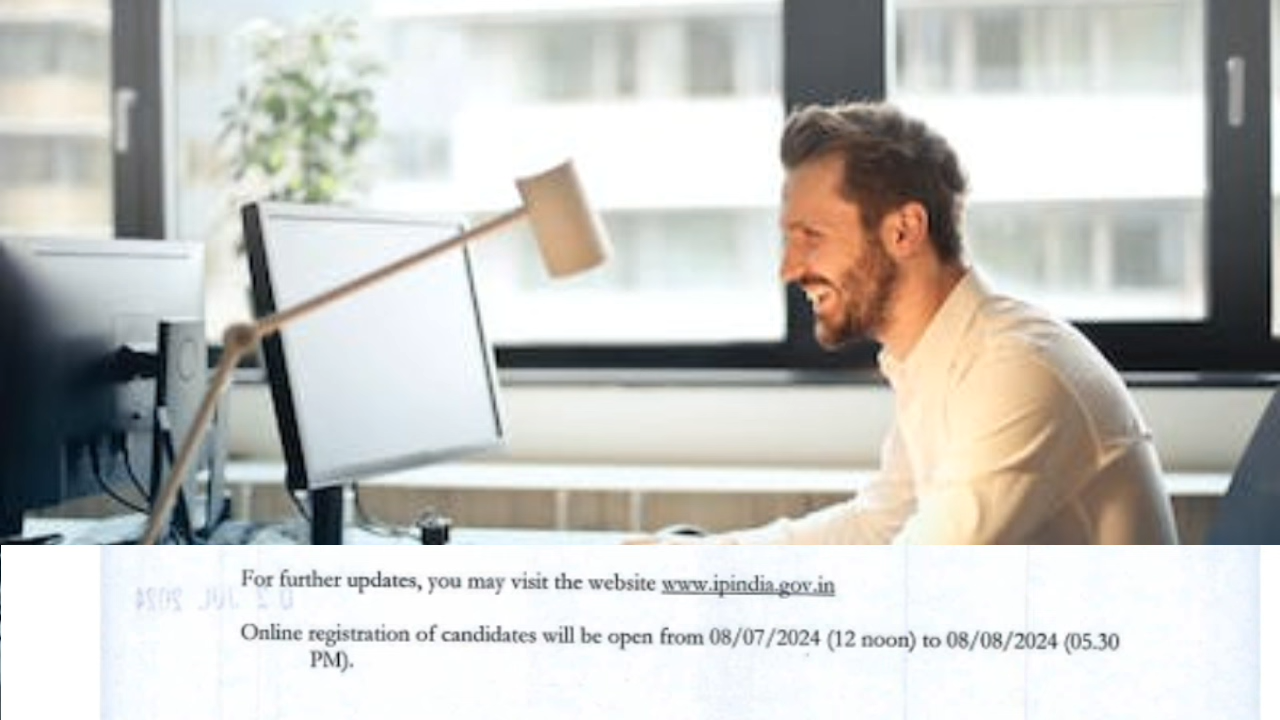 For further updates, you may visit the website www.ipindia.gov.in
Online registration of candidates will be open from 08/07/2024 (12 noon) to 08/08/2024 (05.30
PM).